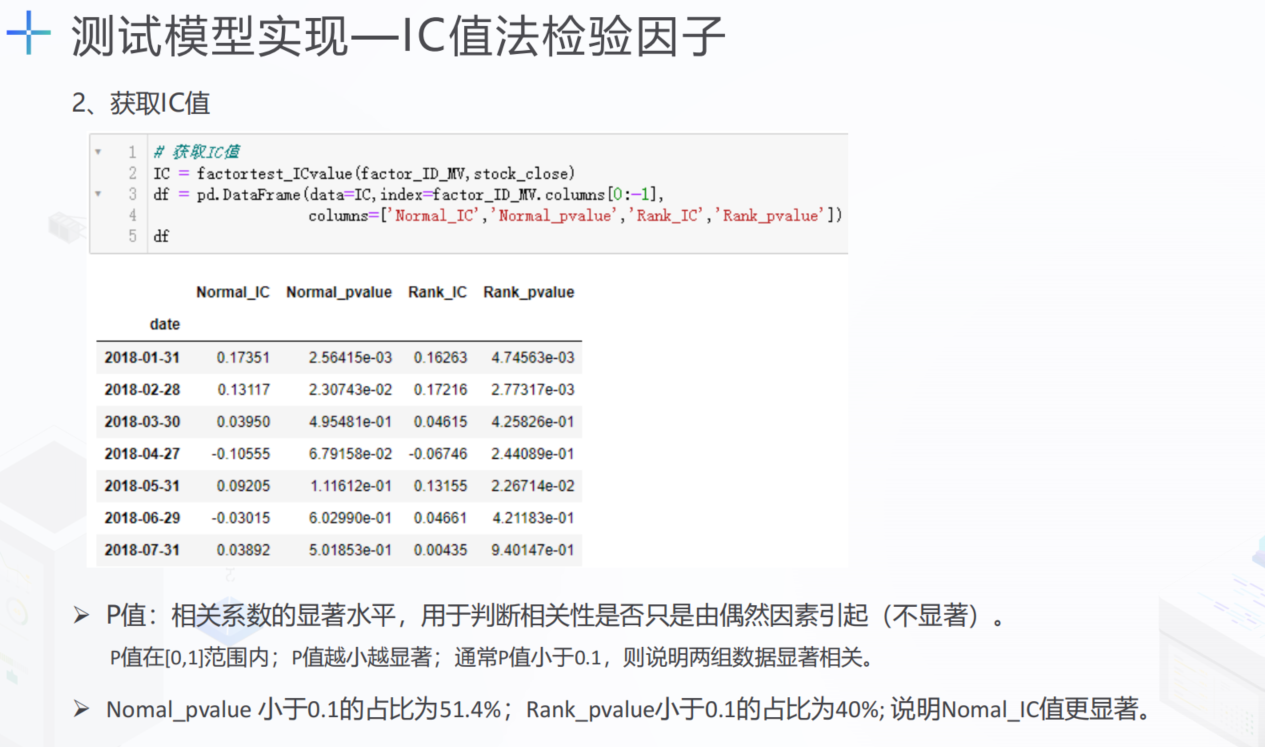 测试模型实现—IC值法检验因子
2、获取IC值
1 # 获取IC值
2 IC = factortest_ICvalue(factor_ID_MV,stock_close)
3 df = pd.DataFrame(data=IC,index=factor_ID_MV.columns[0:-1],
4 columns=['Normal_IC','Normal_pvalue','Rank_IC','Rank_pvalue'])
5 df
Normal_IC Normal_pvalue Rank_IC Rank_pvalue
date
2018-01-31 0.17351 2.56415e-03 0.16263 4.74563e-03
2018-02-28 0.13117 2.30743e-02 0.17216 2.77317e-03
2018-03-30 0.03950 4.95481e-01 0.04615 4.25826e-01
2018-04-27 -0.10555 6.79158e-02 -0.06746 2.44089e-01
2018-05-31 0.09205 1.11612e-01 0.13155 2.26714e-02
2018-06-29 -0.03015 6.02990e-01 0.04661 4.21183e-01
2018-07-31 0.03892 5.01853e-01 0.00435 9.40147e-01
➢ P值：相关系数的显著水平，用于判断相关性是否只是由偶然因素引起（不显著）。
P值在[0,1]范围内；P值越小越显著；通常P值小于0.1，则说明两组数据显著相关。
➢ Nomal_pvalue 小于0.1的占比为51.4%；Rank_pvalue小于0.1的占比为40%; 说明Nomal_IC值更显著。